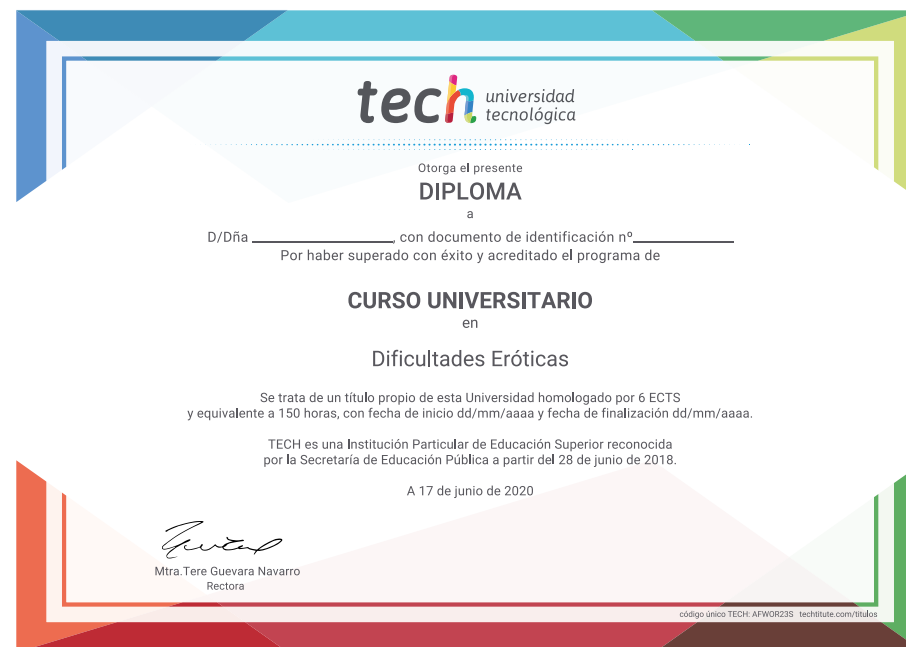 tech universidad
tecnológica
Otorga el presente
DIPLOMA
a
D/Dña ____________________, con documento de identificación nº______________
Por haber superado con éxito y acreditado el programa de
CURSO UNIVERSITARIO
en
Dificultades Eróticas
Se trata de un título propio de esta Universidad homologado por 6 ECTS
y equivalente a 150 horas, con fecha de inicio dd/mm/aaaa y fecha de finalización dd/mm/aaaa.
TECH es una Institución Particular de Educación Superior reconocida
por la Secretaría de Educación Pública a partir del 28 de junio de 2018.
A 17 de junio de 2020
Mtra.Tere Guevara Navarro
Rectora
código único TECH: AFWOR23S techtitute.com/titulos